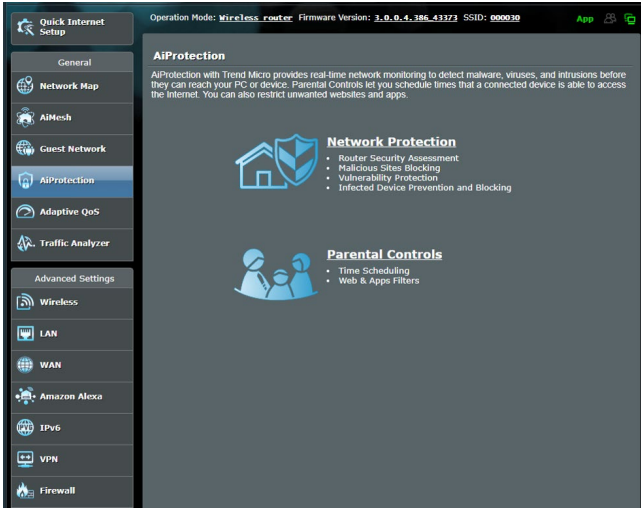 Quick Internet
Setup
Operation Mode: Wireless router Firmware Version: 3.0.0.4.386_43373 SSID: 000030
App
General
Network Map
AiMesh
Guest Network
AiProtection
Adaptive QoS
Traffic Analyzer
Advanced Settings
Wireless
LAN
WAN
Amazon Alexa
IPv6
VPN
Firewall
AiProtection
AiProtection with Trend Micro provides real-time network monitoring to detect malware, viruses, and intrusions before
they can reach your PC or device. Parental Controls let you schedule times that a connected device is able to access
the Internet. You can also restrict unwanted websites and apps.
Network Protection
• Router Security Assessment
• Malicious Sites Blocking
• Vulnerability Protection
• Infected Device Prevention and Blocking
Parental Controls
• Time Scheduling
• Web & Apps Filters